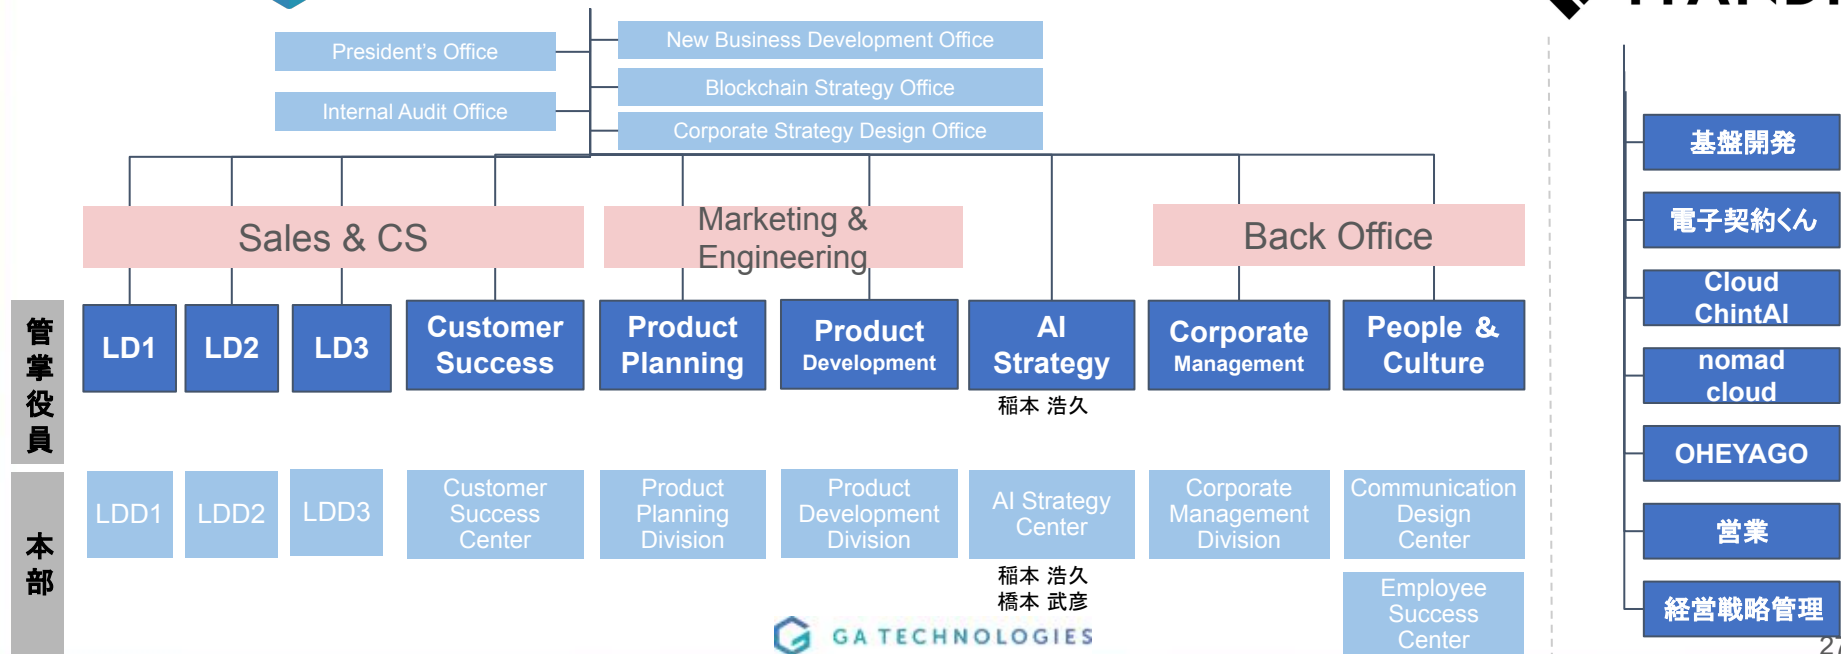 President's Office
Internal Audit Office
New Business Development Office
Blockchain Strategy Office
Corporate Strategy Design Office
Sales & CS
Marketing &
Engineering
Back Office
管掌役員
LD1
LD2
LD3
Customer
Success
Product
Planning
Product
Development
AI
Strategy
稲本 浩久
Corporate
Management
People &
Culture
本部
LDD1
LDD2
LDD3
Customer
Success
Center
Product
Planning
Division
Product
Development
Division
AI Strategy
Center
稲本 浩久
橋本 武彦
Corporate
Management
Division
Communication
Design
Center
Employee
Success
Center
GA TECHNOLOGIES
基盤開発
電子契約くん
Cloud
ChintAI
nomad
cloud
OHEYAGO
営業
経営戦略管理